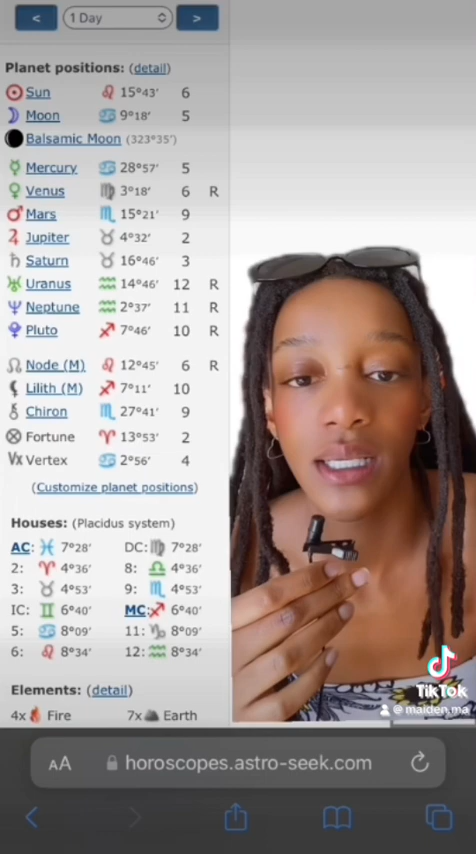 < 1 Day >
Planet positions: (detail)
Sun 15°43' 6
Moon 9°18' 5
Balsamic Moon (323°35')
Mercury 28°57' 5
Venus 3°18' 6 R
Mars 15°21' 9
Jupiter 4°32' 2
Saturn 16°46' 3
Uranus 14°46' 12 R
Neptune 2°37' 11 R
Pluto 7°46' 10 R
Node (M) 12°45' 6 R
Lilith (M) 7°11' 10
Chiron 27°41' 9
Fortune 13°53' 2
Vx Vertex 2°56' 4
(Customize planet positions)
Houses: (Placidus system)
AC: 7°28' DC: 7°28'
2: 4°36' 8: 4°36'
3: 4°53' 9: 4°53'
IC: 6°40' MC: 6°40'
5: 8°09' 11: 8°09'
6: 8°34' 12: 8°34'
Elements: (detail)
4x Fire 7x Earth
TikTok
@ maiden.ma
AA horoscopes.astro-seek.com